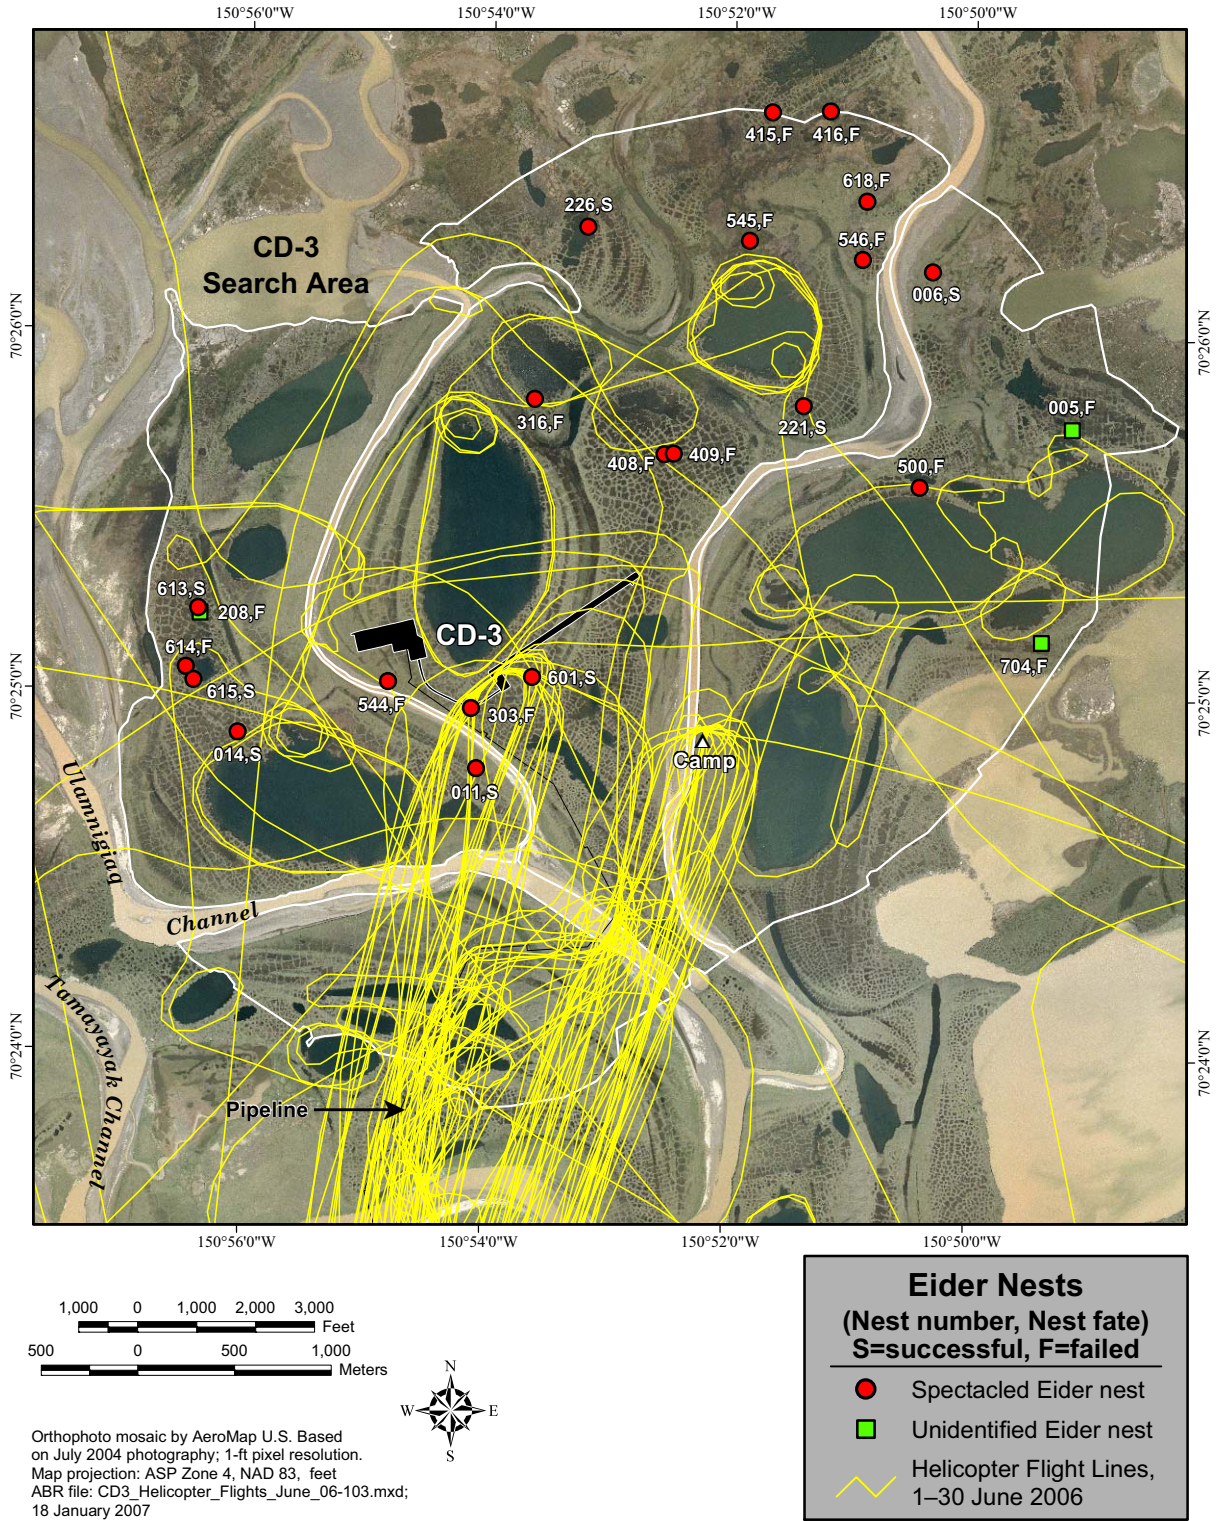 150°56'0"W
150°54'0"W
150°52'0"W
150°50'0"W
415,F
416,F
618,F
226,S
545,F
546,F
006,S
CD-3
Search Area
70°26'0"N
70°26'0"N
005,F
316,F
221,S
408,F
409,F
500,F
613,S
208,F
CD-3
614,F
704,F
615,S
544,F
601,S
70°25'0"N
70°25'0"N
303,F
014,S
Camp
011,S
Ulamnigiaq
Channel
Tamayayak Channel
70°24'0"N
70°24'0"N
Pipeline
150°56'0"W
150°54'0"W
150°52'0"W
150°50'0"W
1,000 0 1,000 2,000 3,000
Feet
500 0 500 1,000
Meters
N
W E
S
Orthophoto mosaic by AeroMap U.S. Based
on July 2004 photography; 1-ft pixel resolution.
Map projection: ASP Zone 4, NAD 83, feet
ABR file: CD3_Helicopter_Flights_June_06-103.mxd;
18 January 2007
Eider Nests
(Nest number, Nest fate)
S=successful, F=failed
Spectacled Eider nest
Unidentified Eider nest
Helicopter Flight Lines,
1–30 June 2006